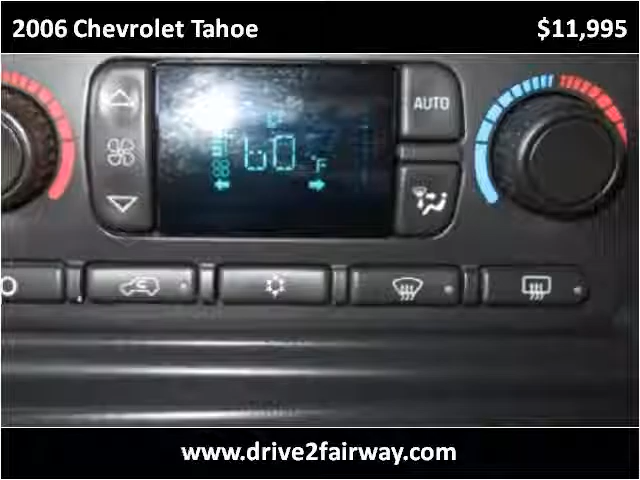 2006 Chevrolet Tahoe $11,995
AUTO
60 °F
O
www.drive2fairway.com